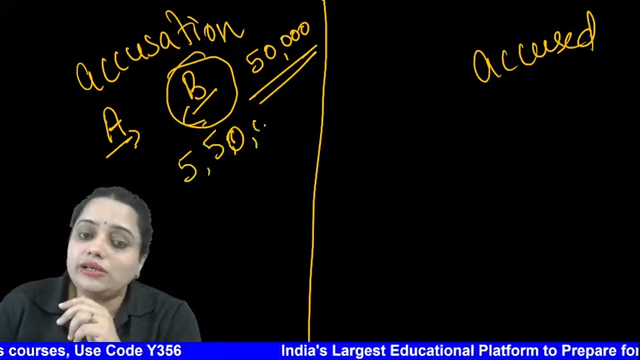 accusation
50,000
B
A
5,50,
accused
s courses, Use Code Y356
India's Largest Educational Platform to Prepare for